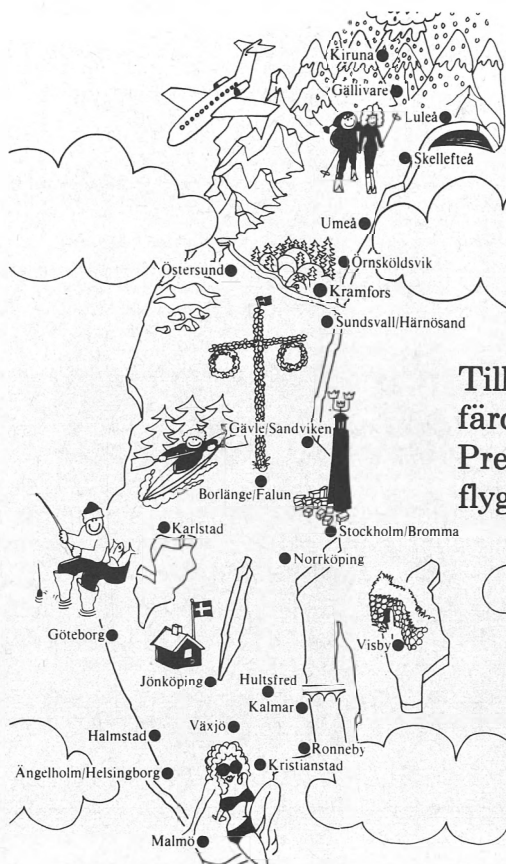 Kiruna
Gällivare
Luleå
Skellefteå
Umeå
Örnsköldsvik
Östersund
Kramfors
Sundsvall/Härnösand
Till
färd
Pre
flyg
Gävle/Sandviken
Borlänge/Falun
Karlstad
Stockholm/Bromma
Norrköping
Göteborg
Visby
Jönköping
Hultsfred
Kalmar
Växjö
Halmstad
Ronneby
Kristianstad
Ängelholm/Helsingborg
Malmö